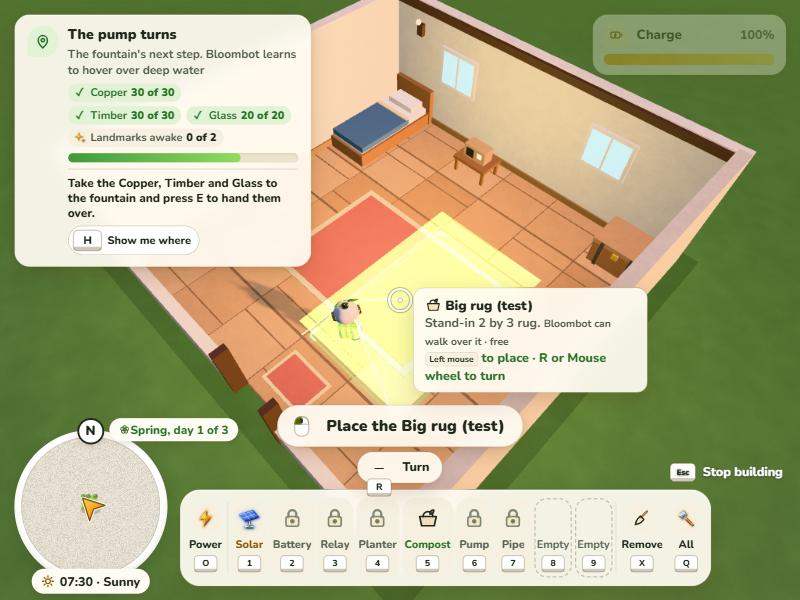 The pump turns
The fountain's next step. Bloombot learns
to hover over deep water
Copper 30 of 30
Timber 30 of 30
Glass 20 of 20
Landmarks awake 0 of 2
Take the Copper, Timber and Glass to
the fountain and press E to hand them
over.
H Show me where
Charge 100%
Big rug (test)
Stand-in 2 by 3 rug. Bloombot can
walk over it · free
Left mouse to place · R or Mouse
wheel to turn
Place the Big rug (test)
— Turn
R
N
Spring, day 1 of 3
07:30 · Sunny
Esc Stop building
Power Solar Battery Relay Planter Compost Pump Pipe Empty Empty Remove All
O 1 2 3 4 5 6 7 8 9 X Q